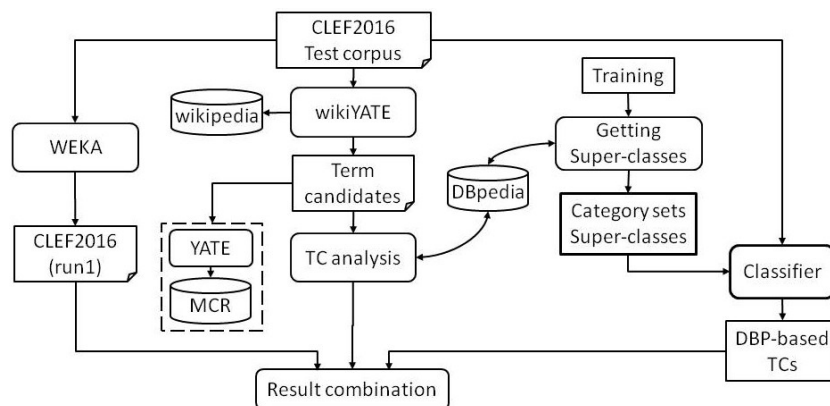 CLEF2016
Test corpus
Training
wikipedia
wikiYATE
WEKA
Getting
Super-classes
Term
candidates
DBpedia
Category sets
Super-classes
CLEF2016
(run1)
YATE
TC analysis
Classifier
MCR
DBP-based
TCs
Result combination